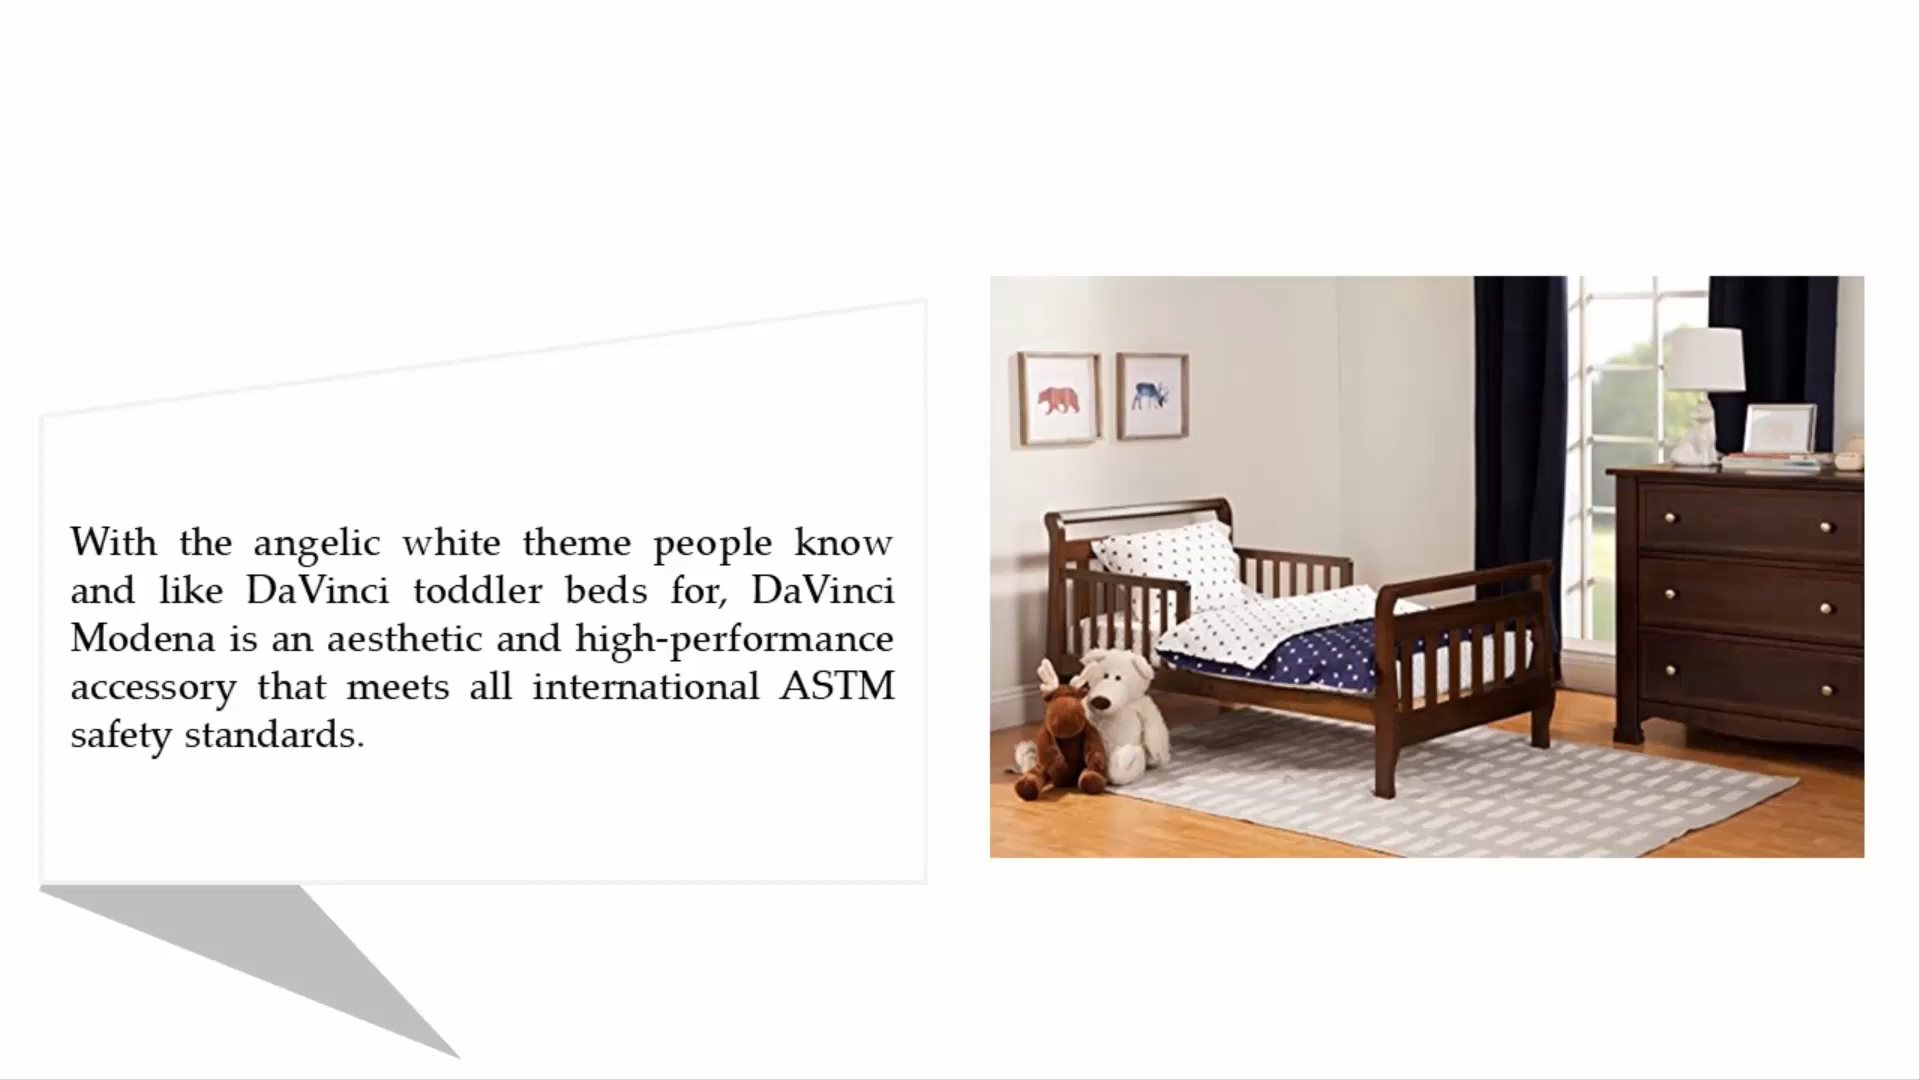 With the angelic white theme people know
and like DaVinci toddler beds for, DaVinci
Modena is an aesthetic and high-performance
accessory that meets all international ASTM
safety standards.